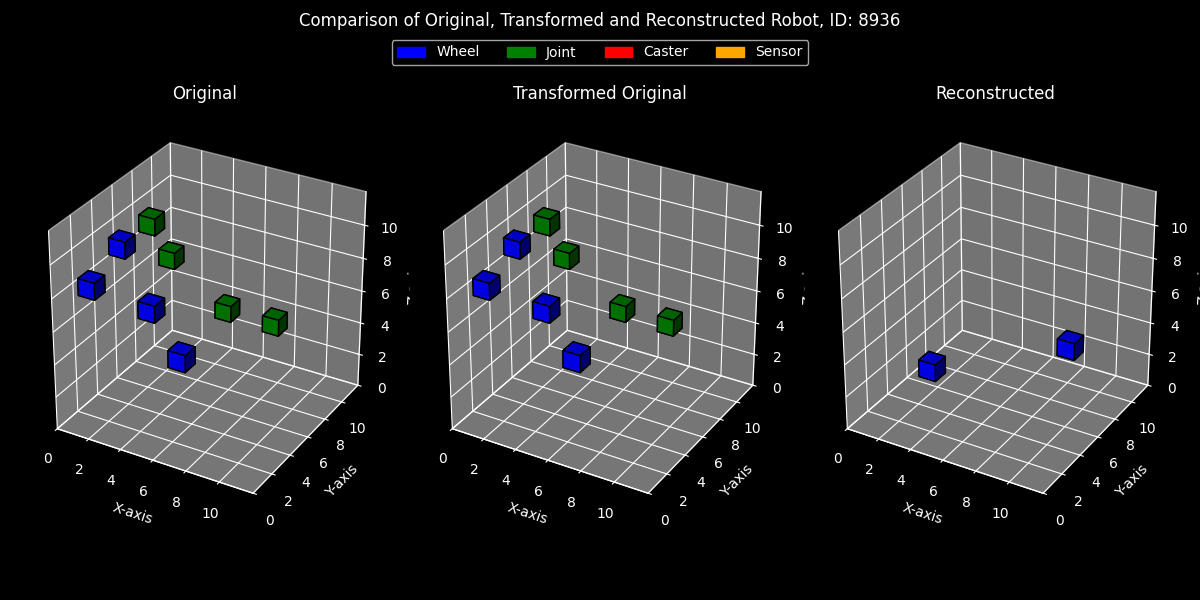 Comparison of Original, Transformed and Reconstructed Robot, ID: 8936
Wheel Joint Caster Sensor
Original Transformed Original Reconstructed
10 10 10
8 8 8
6 6 6
4 4 4
2 2 2
0 0 0
10 10 10
8 8 8
6 6 6
4 4 4
2 2 2
0 0 0
0 2 4 6 8 10 0 2 4 6 8 10 0 2 4 6 8 10
X-axis Y-axis X-axis Y-axis X-axis Y-axis